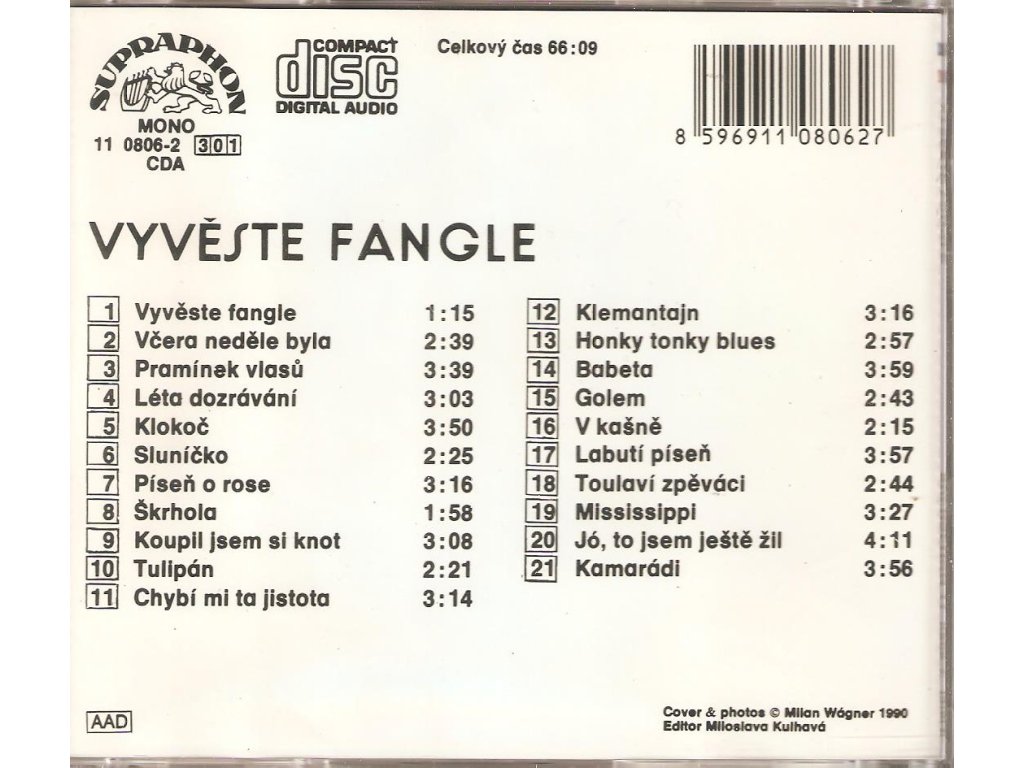 SUPRAPHON
COMPACT
disc
DIGITAL AUDIO
Celkový čas 66:09
8 596911 080627
MONO
11 0806-2 301
CDA
VYVĚSTE FANGLE
1 Vyvěste fangle 1:15
2 Včera neděle byla 2:39
3 Pramínek vlasů 3:39
4 Léta dozrávání 3:03
5 Klokoč 3:50
6 Sluníčko 2:25
7 Píseň o rose 3:16
8 Škrhola 1:58
9 Koupil jsem si knot 3:08
10 Tulipán 2:21
11 Chybí mi ta jistota 3:14
12 Klemantajn 3:16
13 Honky tonky blues 2:57
14 Babeta 3:59
15 Golem 2:43
16 V kašně 2:15
17 Labutí píseň 3:57
18 Toulaví zpěváci 2:44
19 Mississippi 3:27
20 Jó, to jsem ještě žil 4:11
21 Kamarádi 3:56
AAD
Cover & photos © Milan Wágner 1990
Editor Miloslava Kulhavá